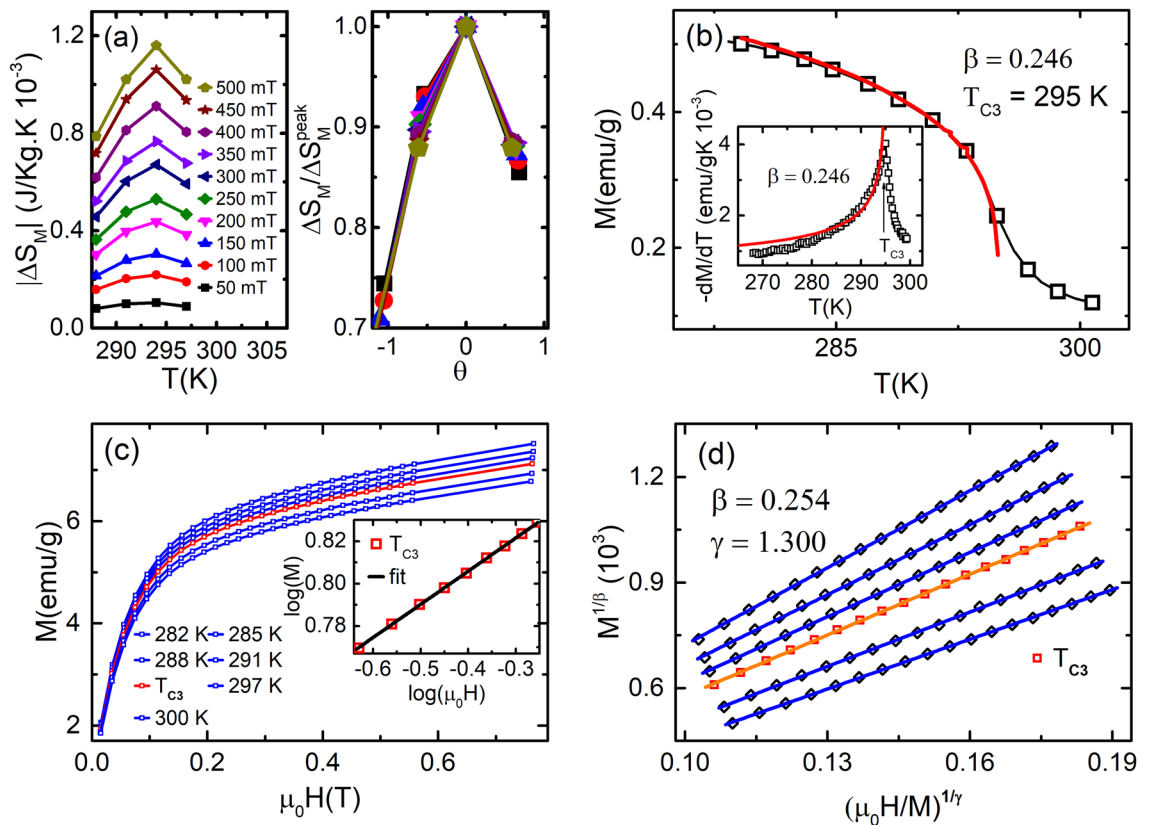 (a)
|ΔS_M| (J/Kg.K 10^-3)
1.2
0.8
0.4
0.0
290 295 300 305
T(K)
500 mT
450 mT
400 mT
350 mT
300 mT
250 mT
200 mT
150 mT
100 mT
50 mT
ΔS_M/ΔS_M^peak
1.0
0.9
0.8
0.7
-1 0 1
θ
(b)
β = 0.246
T_C3 = 295 K
M(emu/g)
0.4
0.2
285 300
T(K)
-dM/dT (emu/gK 10^-3)
4
2
β = 0.246
T_C3
270 280 290 300
T(K)
(c)
M(emu/g)
6
4
2
0.0 0.2 0.4 0.6 0.8
μ₀H(T)
282 K 285 K
288 K 291 K
T_C3 297 K
300 K
log(M)
0.82
0.80
0.78
T_C3
fit
-0.6 -0.5 -0.4 -0.3
log(μ₀H)
(d)
β = 0.254
γ = 1.300
M^1/β (10^3)
1.2
0.9
0.6
T_C3
0.10 0.13 0.16 0.19
(μ₀H/M)^1/γ